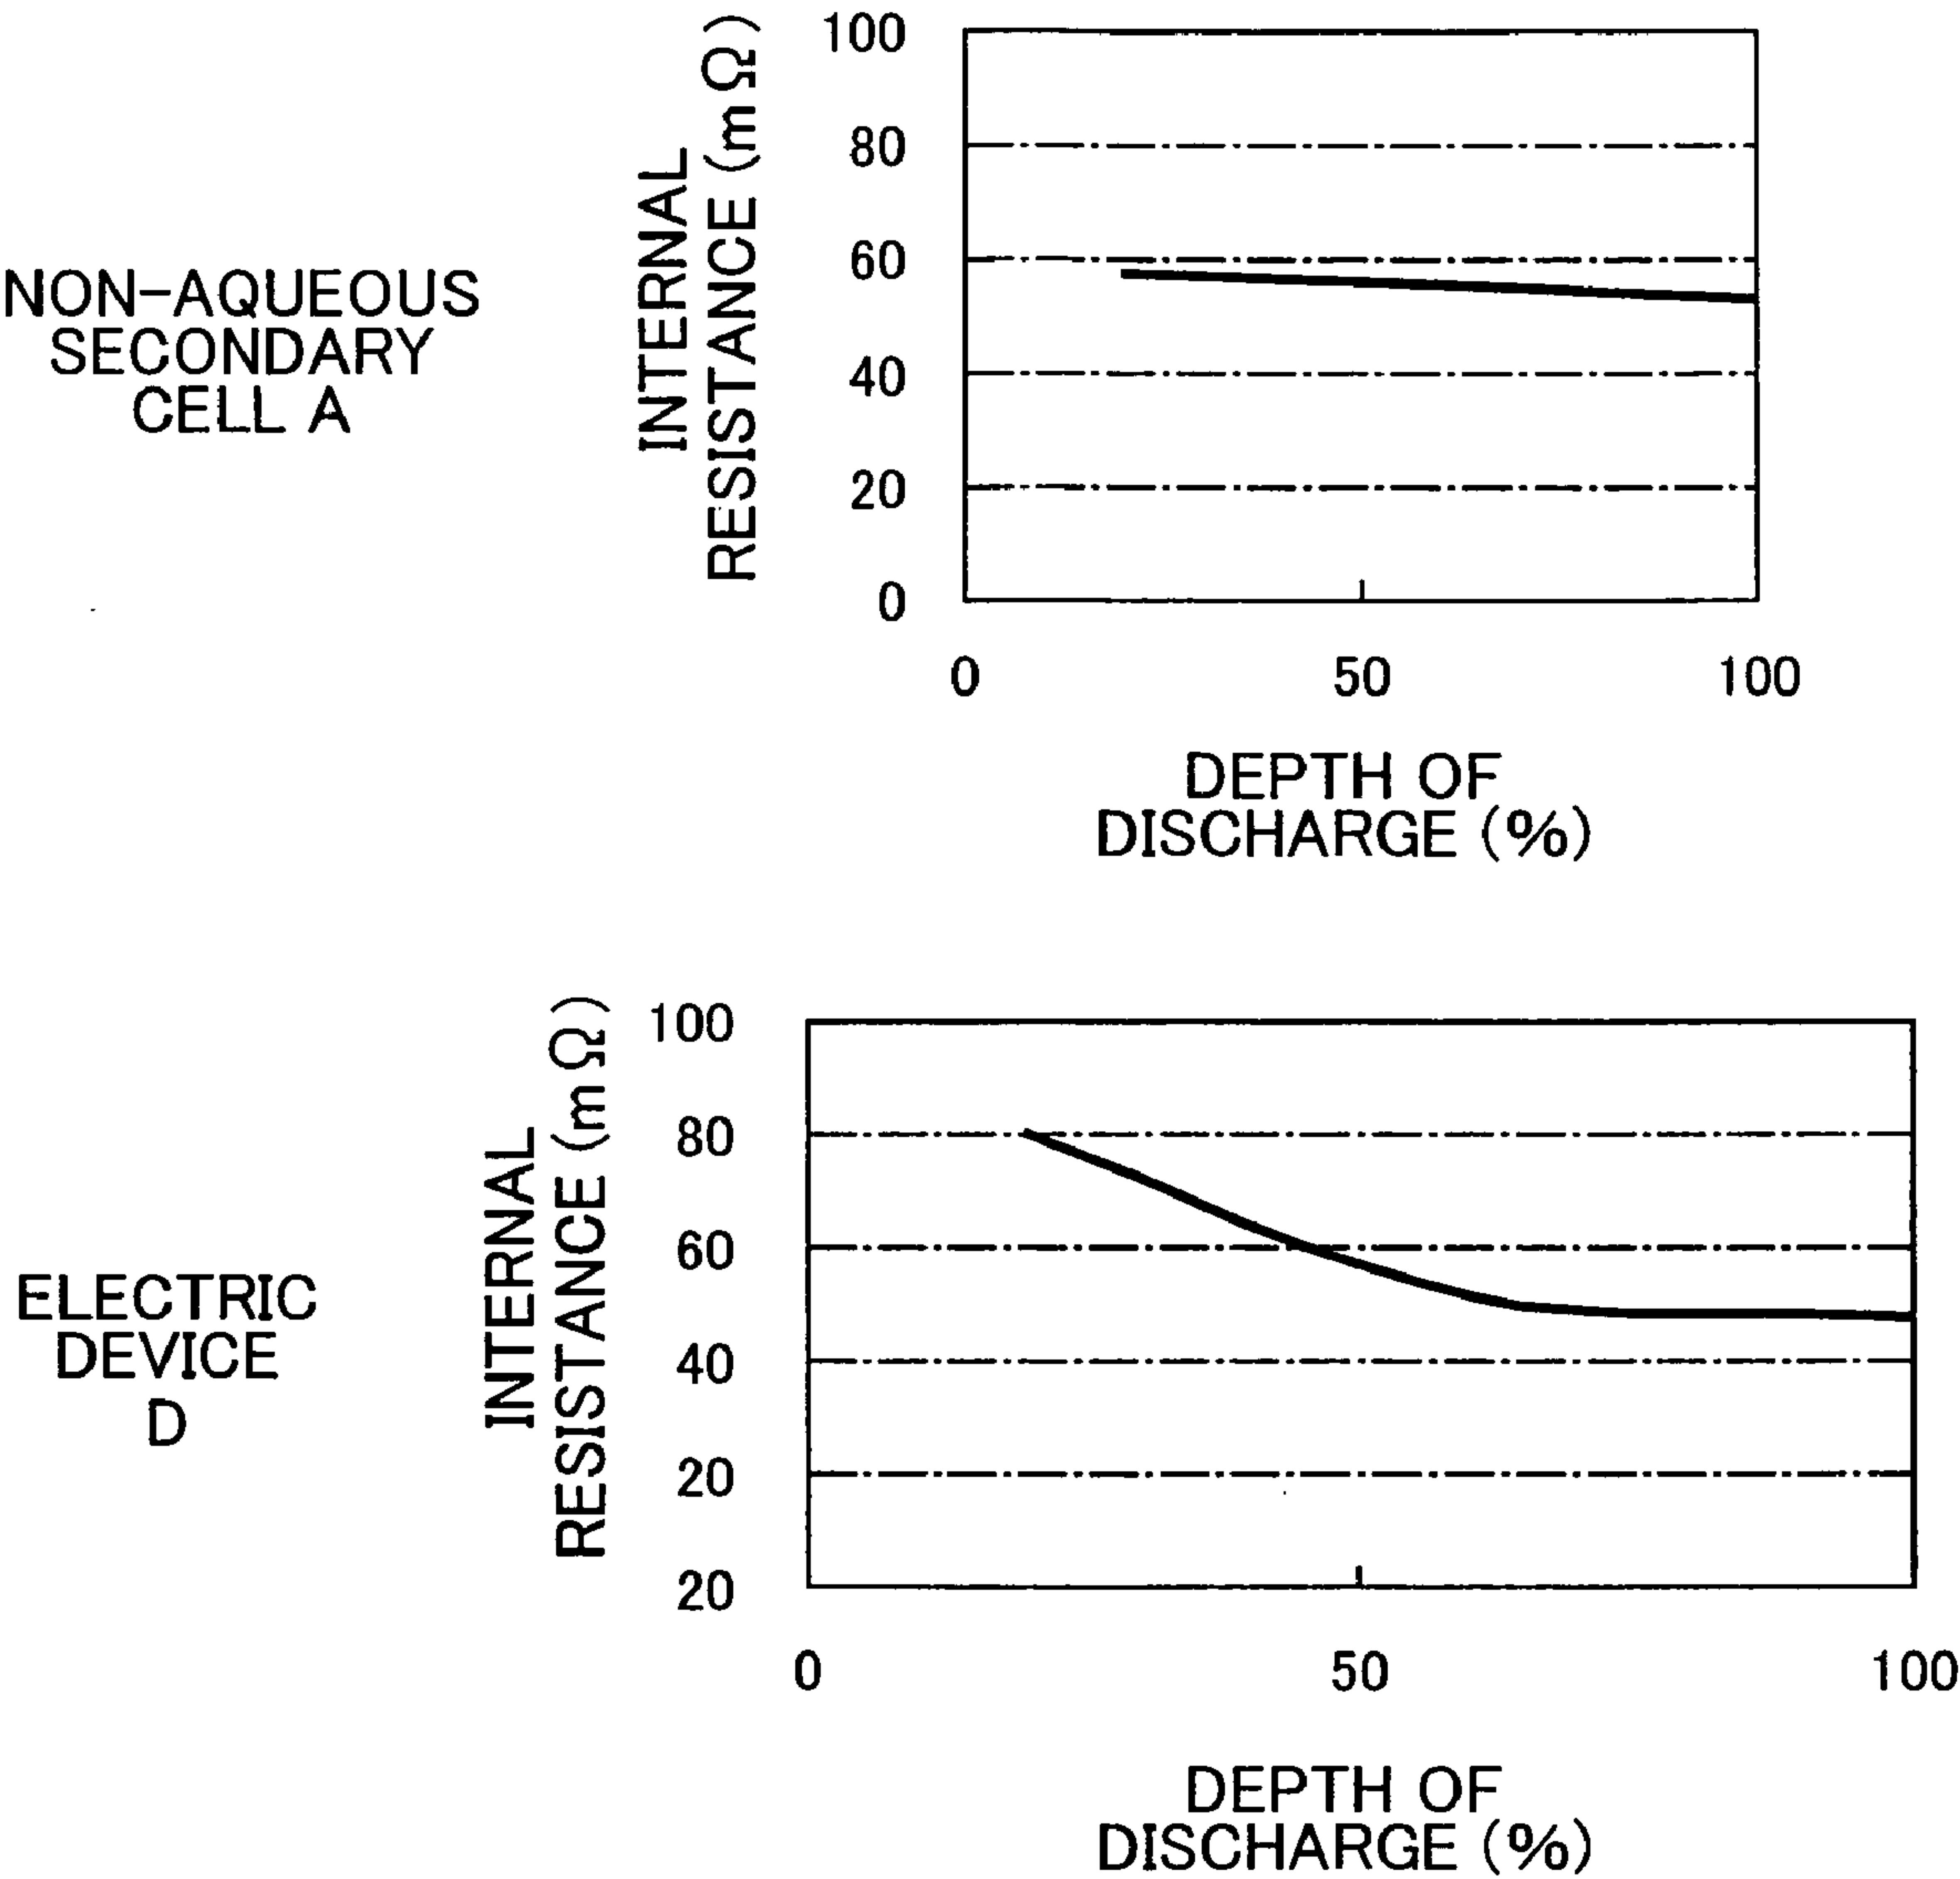 NON-AQUEOUS
SECONDARY
CELL A
INTERNAL
RESISTANCE (mΩ)
100
80
60
40
20
0
0 50 100
DEPTH OF
DISCHARGE (%)
ELECTRIC
DEVICE
D
INTERNAL
RESISTANCE (mΩ)
100
80
60
40
20
20
0 50 100
DEPTH OF
DISCHARGE (%)